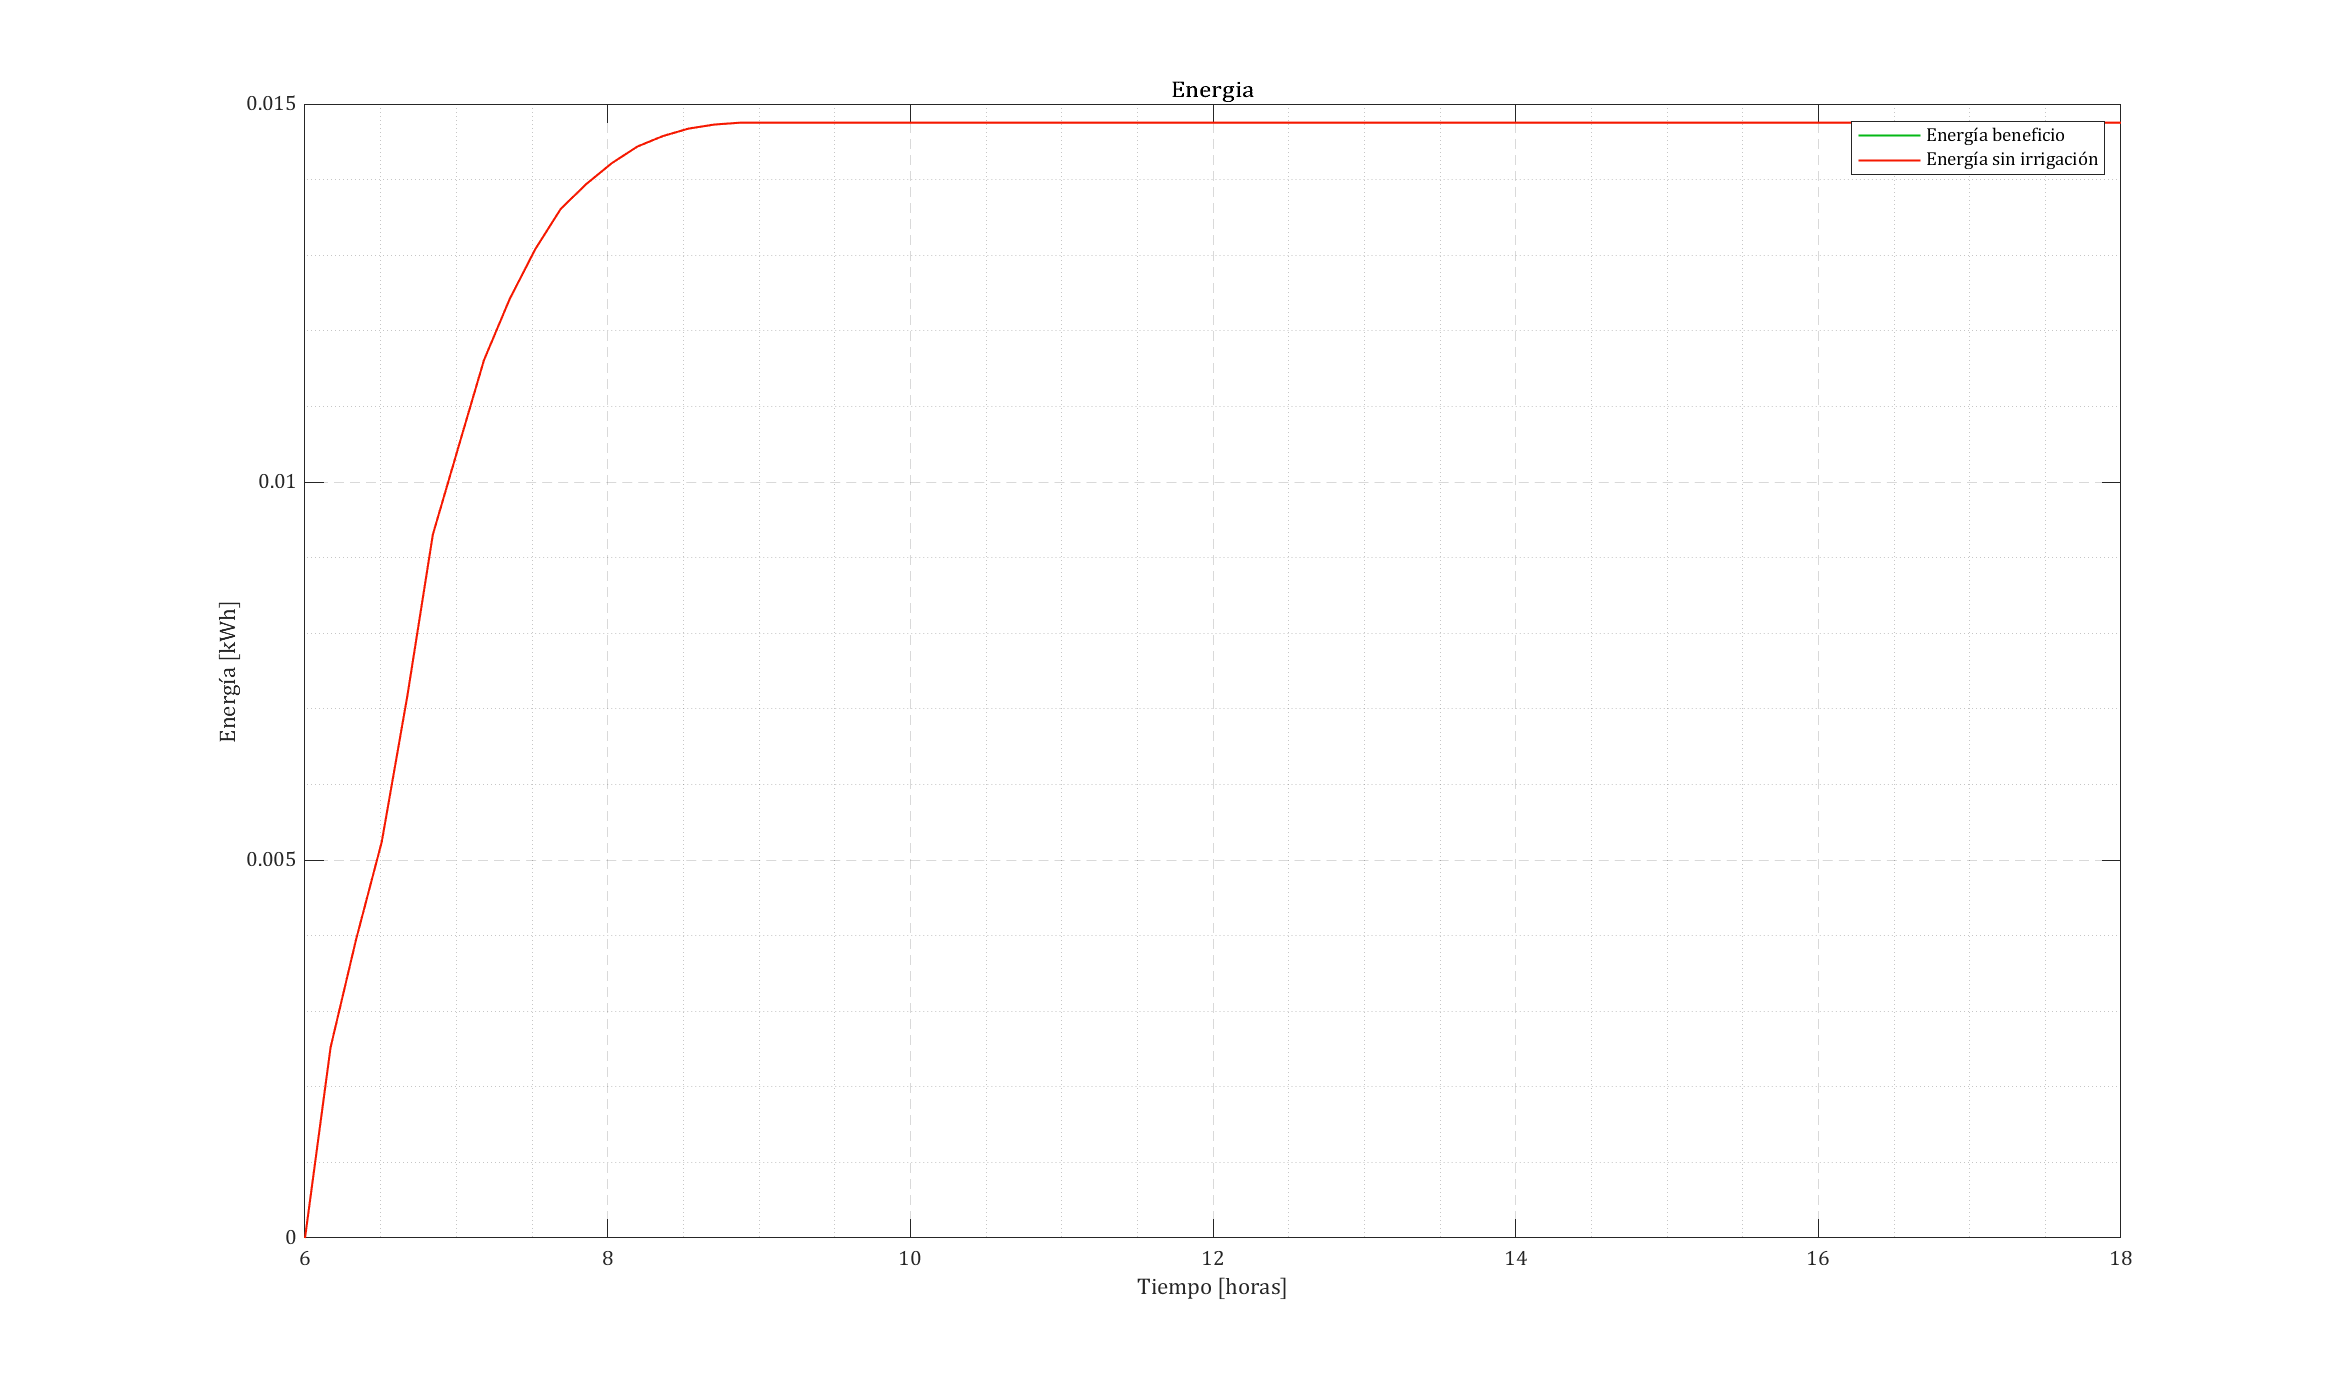 Energia
0.015
0.01
0.005
0
Energía [kWh]
Energía beneficio
Energía sin irrigación
6 8 10 12 14 16 18
Tiempo [horas]